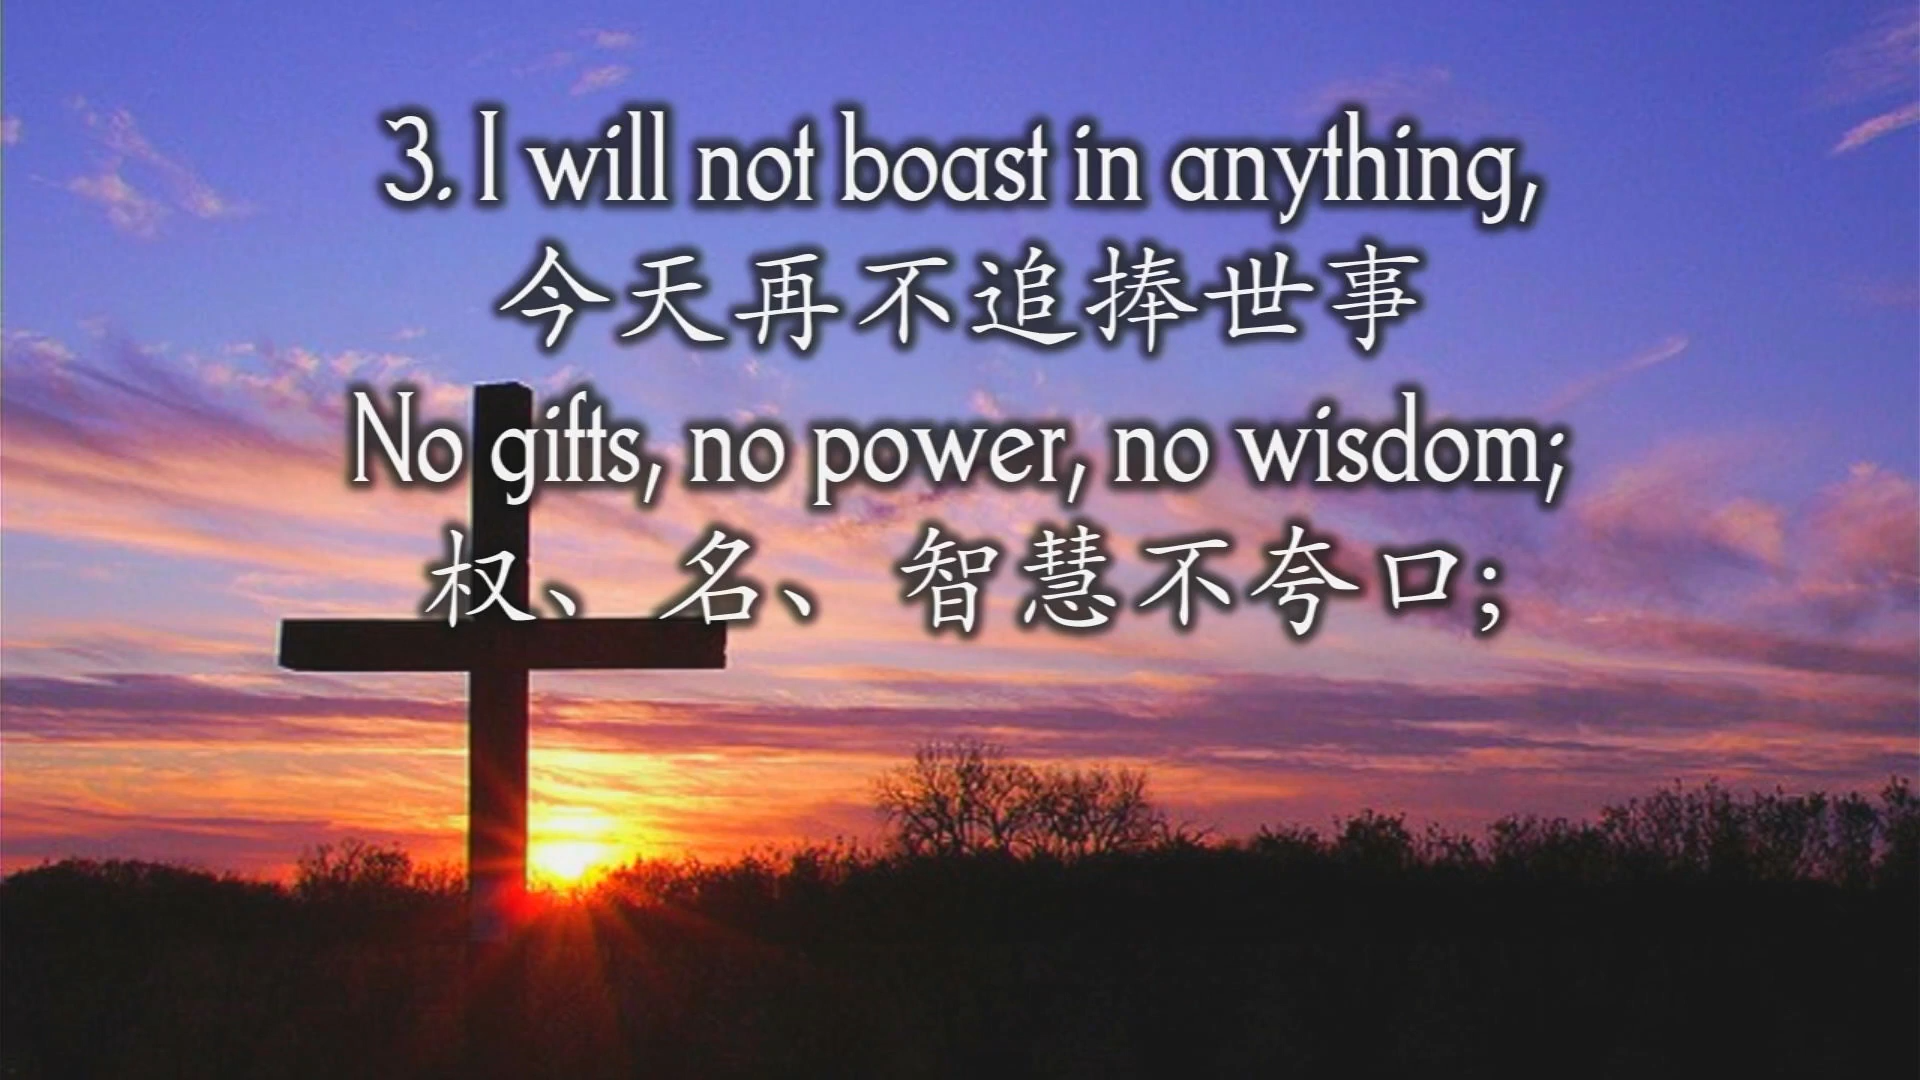 3. I will not boast in anything,
今天再不追捧世事
No gifts, no power, no wisdom;
权、名、智慧不夸口;